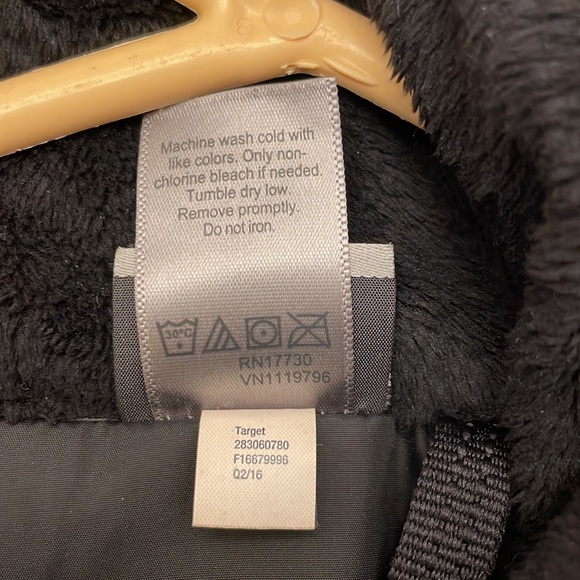 Machine wash cold with
like colors. Only non-
chlorine bleach if needed.
Tumble dry low.
Remove promptly.
Do not iron.
30°C
RN17730
VN1119796
Target
283060780
F16679996
Q2/16